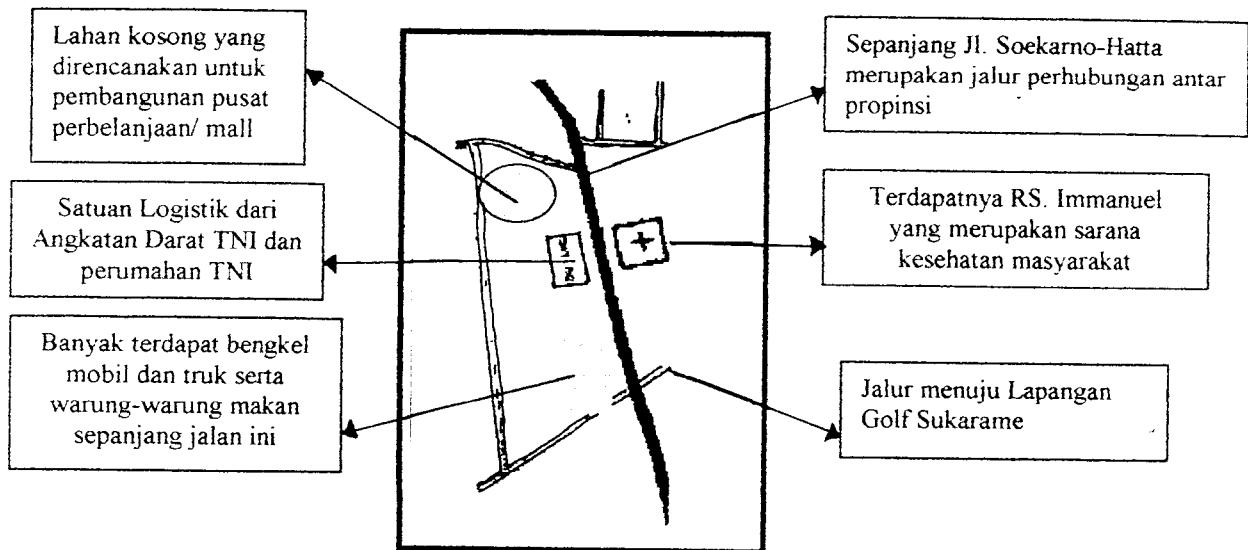 Lahan kosong yang
direncanakan untuk
pembangunan pusat
perbelanjaan/ mall
Satuan Logistik dari
Angkatan Darat TNI dan
perumahan TNI
Banyak terdapat bengkel
mobil dan truk serta
warung-warung makan
sepanjang jalan ini
Sepanjang Jl. Soekarno-Hatta
merupakan jalur perhubungan antar
propinsi
Terdapatnya RS. Immanuel
yang merupakan sarana
kesehatan masyarakat
Jalur menuju Lapangan
Golf Sukarame